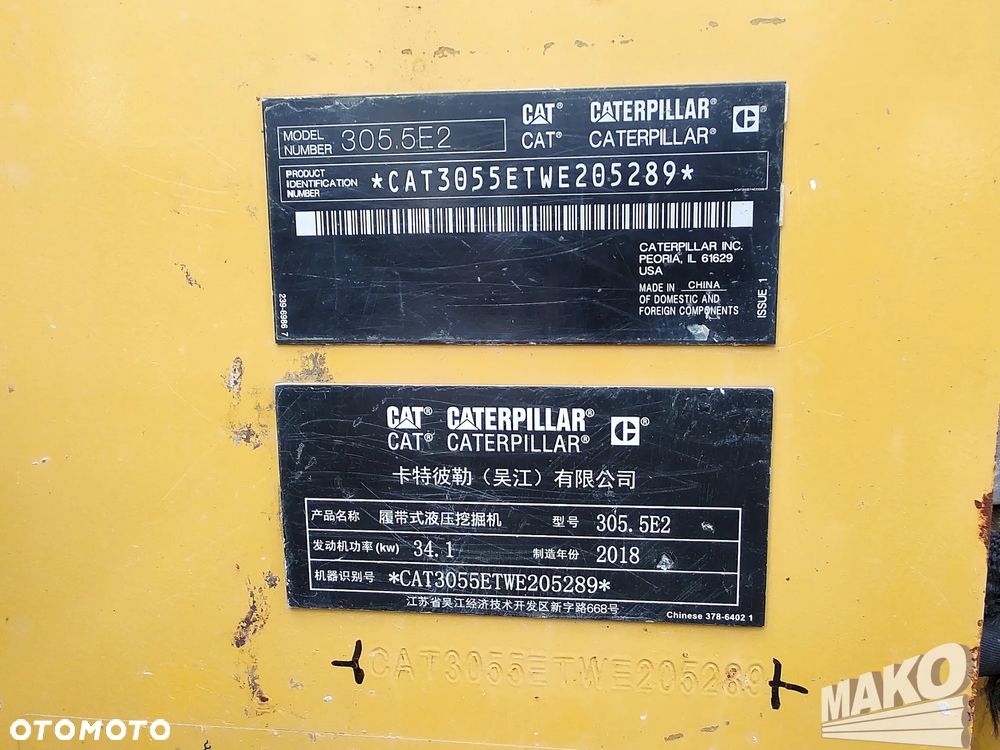 CAT® CATERPILLAR®
CAT® CATERPILLAR®
MODEL NUMBER 305.5E2
PRODUCT IDENTIFICATION NUMBER *CAT3055ETWE205289*
CATERPILLAR INC.
PEORIA, IL 61629
USA
MADE IN CHINA
OF DOMESTIC AND
FOREIGN COMPONENTS
ISSUE 1
239-6986 7
CAT® CATERPILLAR®
CAT® CATERPILLAR®
卡特彼勒（吴江）有限公司
产品名称 履带式液压挖掘机 型号 305.5E2
发动机功率(kw) 34.1 制造年份 2018
机器识别号 *CAT3055ETWE205289*
江苏省吴江经济技术开发区新字路668号
Chinese 378-6402 1
CAT3055ETWE205289
MAKO
OTOMOTO